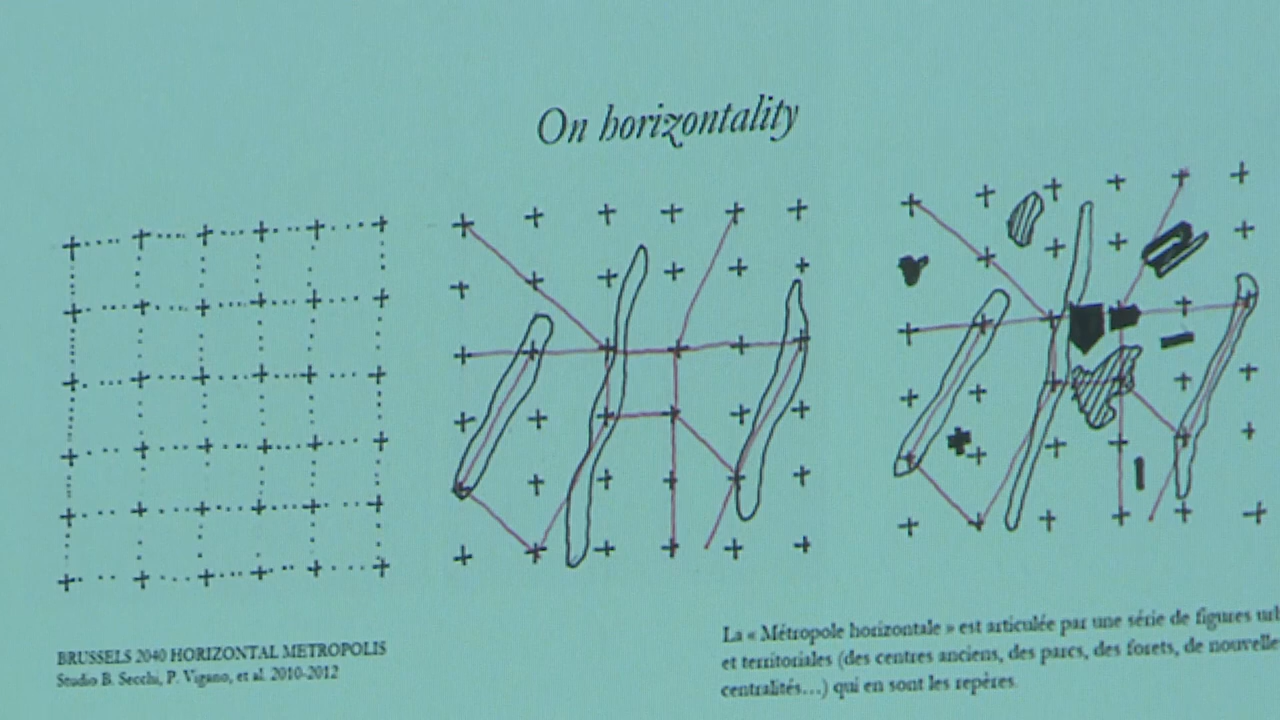 On horizontality
BRUSSELS 2040 HORIZONTAL METROPOLIS
Studio B. Secchi, P. Vigano, et al. 2010-2012
La « Métropole horizontale » est articulée par une série de figures
et territoriales (des centres anciens, des parcs, des forets, de nouvelle
centralités...) qui en sont les repères.